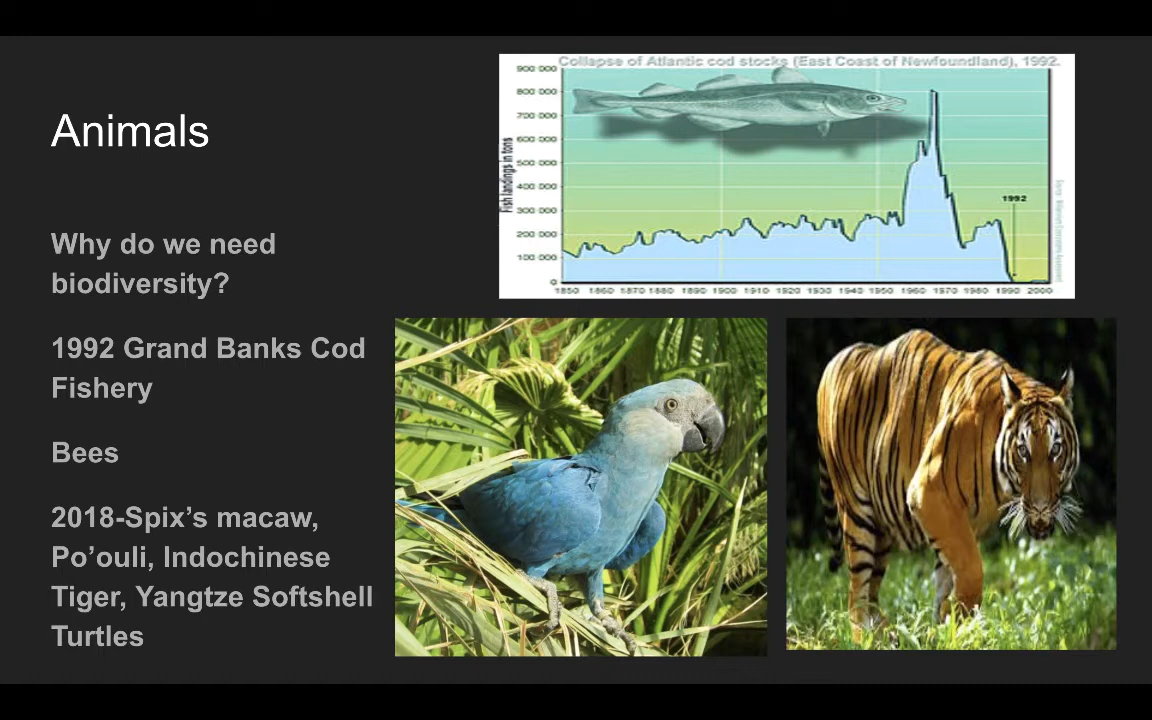 Animals
Why do we need
biodiversity?
1992 Grand Banks Cod
Fishery
Bees
2018-Spix’s macaw,
Po’ouli, Indochinese
Tiger, Yangtze Softshell
Turtles
Collapse of Atlantic cod stocks (East Coast of Newfoundland), 1992.
Fish landings in tons
900 000
800 000
700 000
600 000
500 000
400 000
300 000
200 000
100 000
0
1992
1850 1860 1870 1880 1890 1900 1910 1920 1930 1940 1950 1960 1970 1980 1990 2000